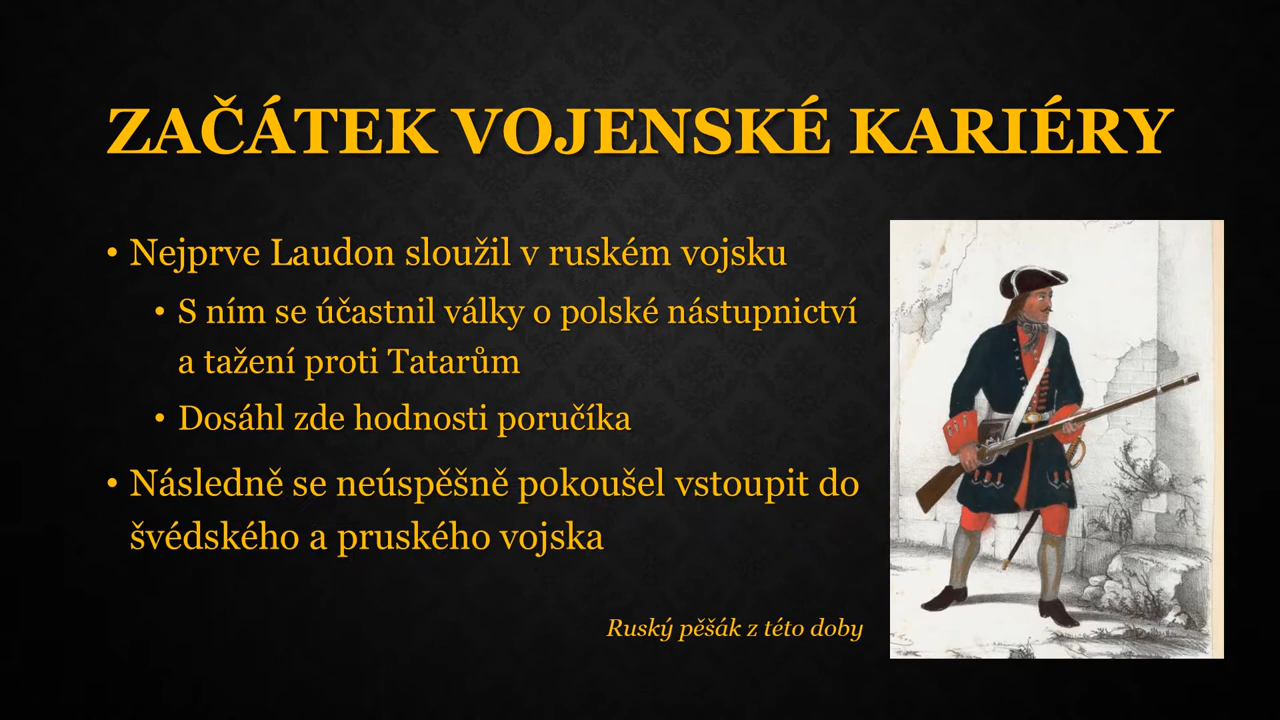 ZAČÁTEK VOJENSKÉ KARIÉRY
• Nejprve Laudon sloužil v ruském vojsku
• S ním se účastnil války o polské nástupnictví
a tažení proti Tatarům
• Dosáhl zde hodnosti poručíka
• Následně se neúspěšně pokoušel vstoupit do
švédského a pruského vojska
Ruský pěšák z této doby